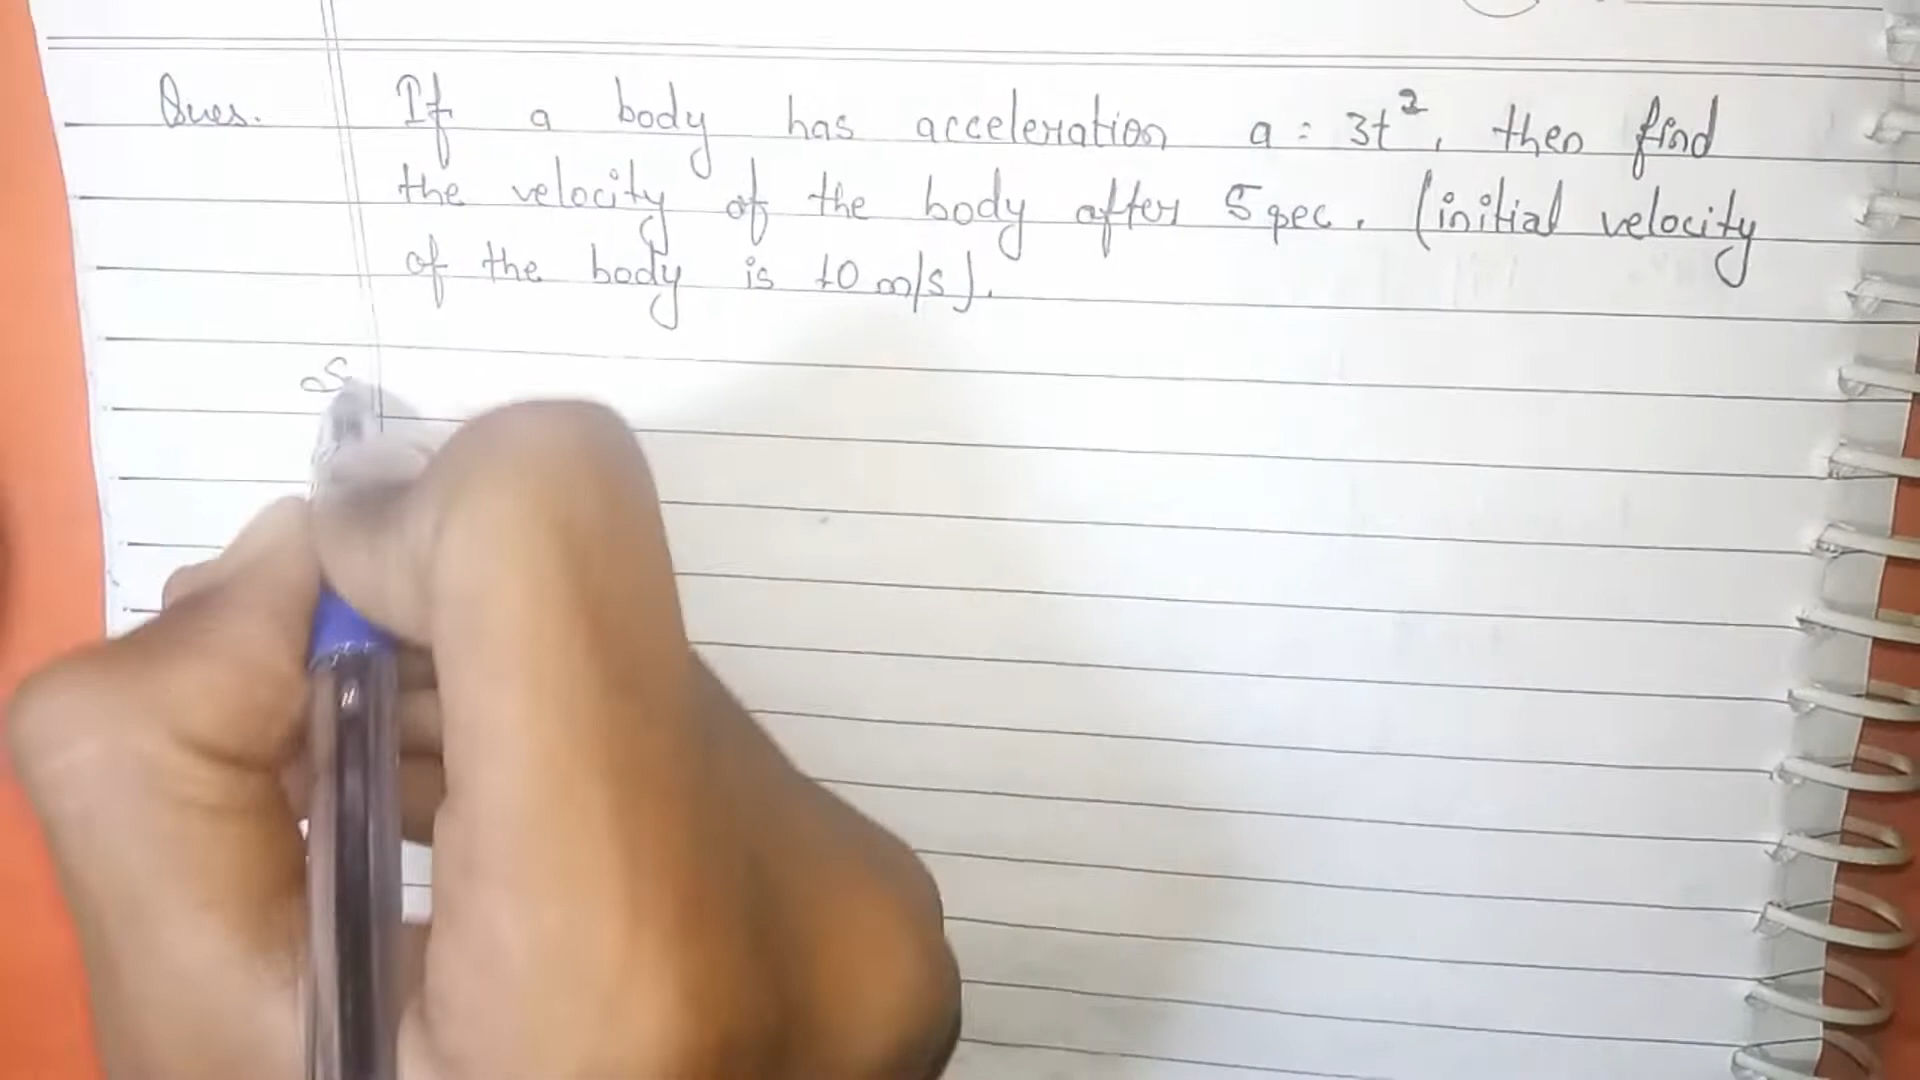 Ques. If a body has acceleration a = 3t², then find
the velocity of the body after 5 sec. (initial velocity
of the body is 10 m/s).
S